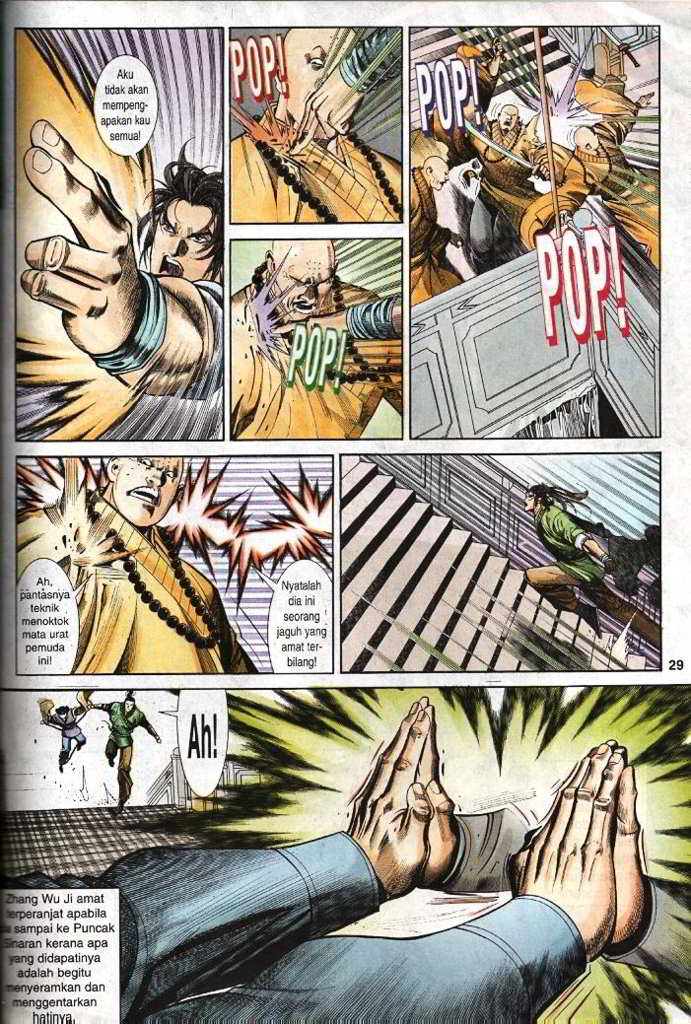 Aku
tidak akan
mempeng-
apakan kau
semua!
POP!
POP!
POP!
POP!
Ah,
pantasnya
teknik
menoktok
mata urat
pemuda
ini!
Nyatalah
dia ini
seorang
jaguh yang
amat ter-
bilang!
29
Ah!
Zhang Wu Ji amat
terperanjat apabila
sampai ke Puncak
Sinaran kerana apa
yang didapatinya
adalah begitu
menyeramkan dan
menggentarkan
hatinya.